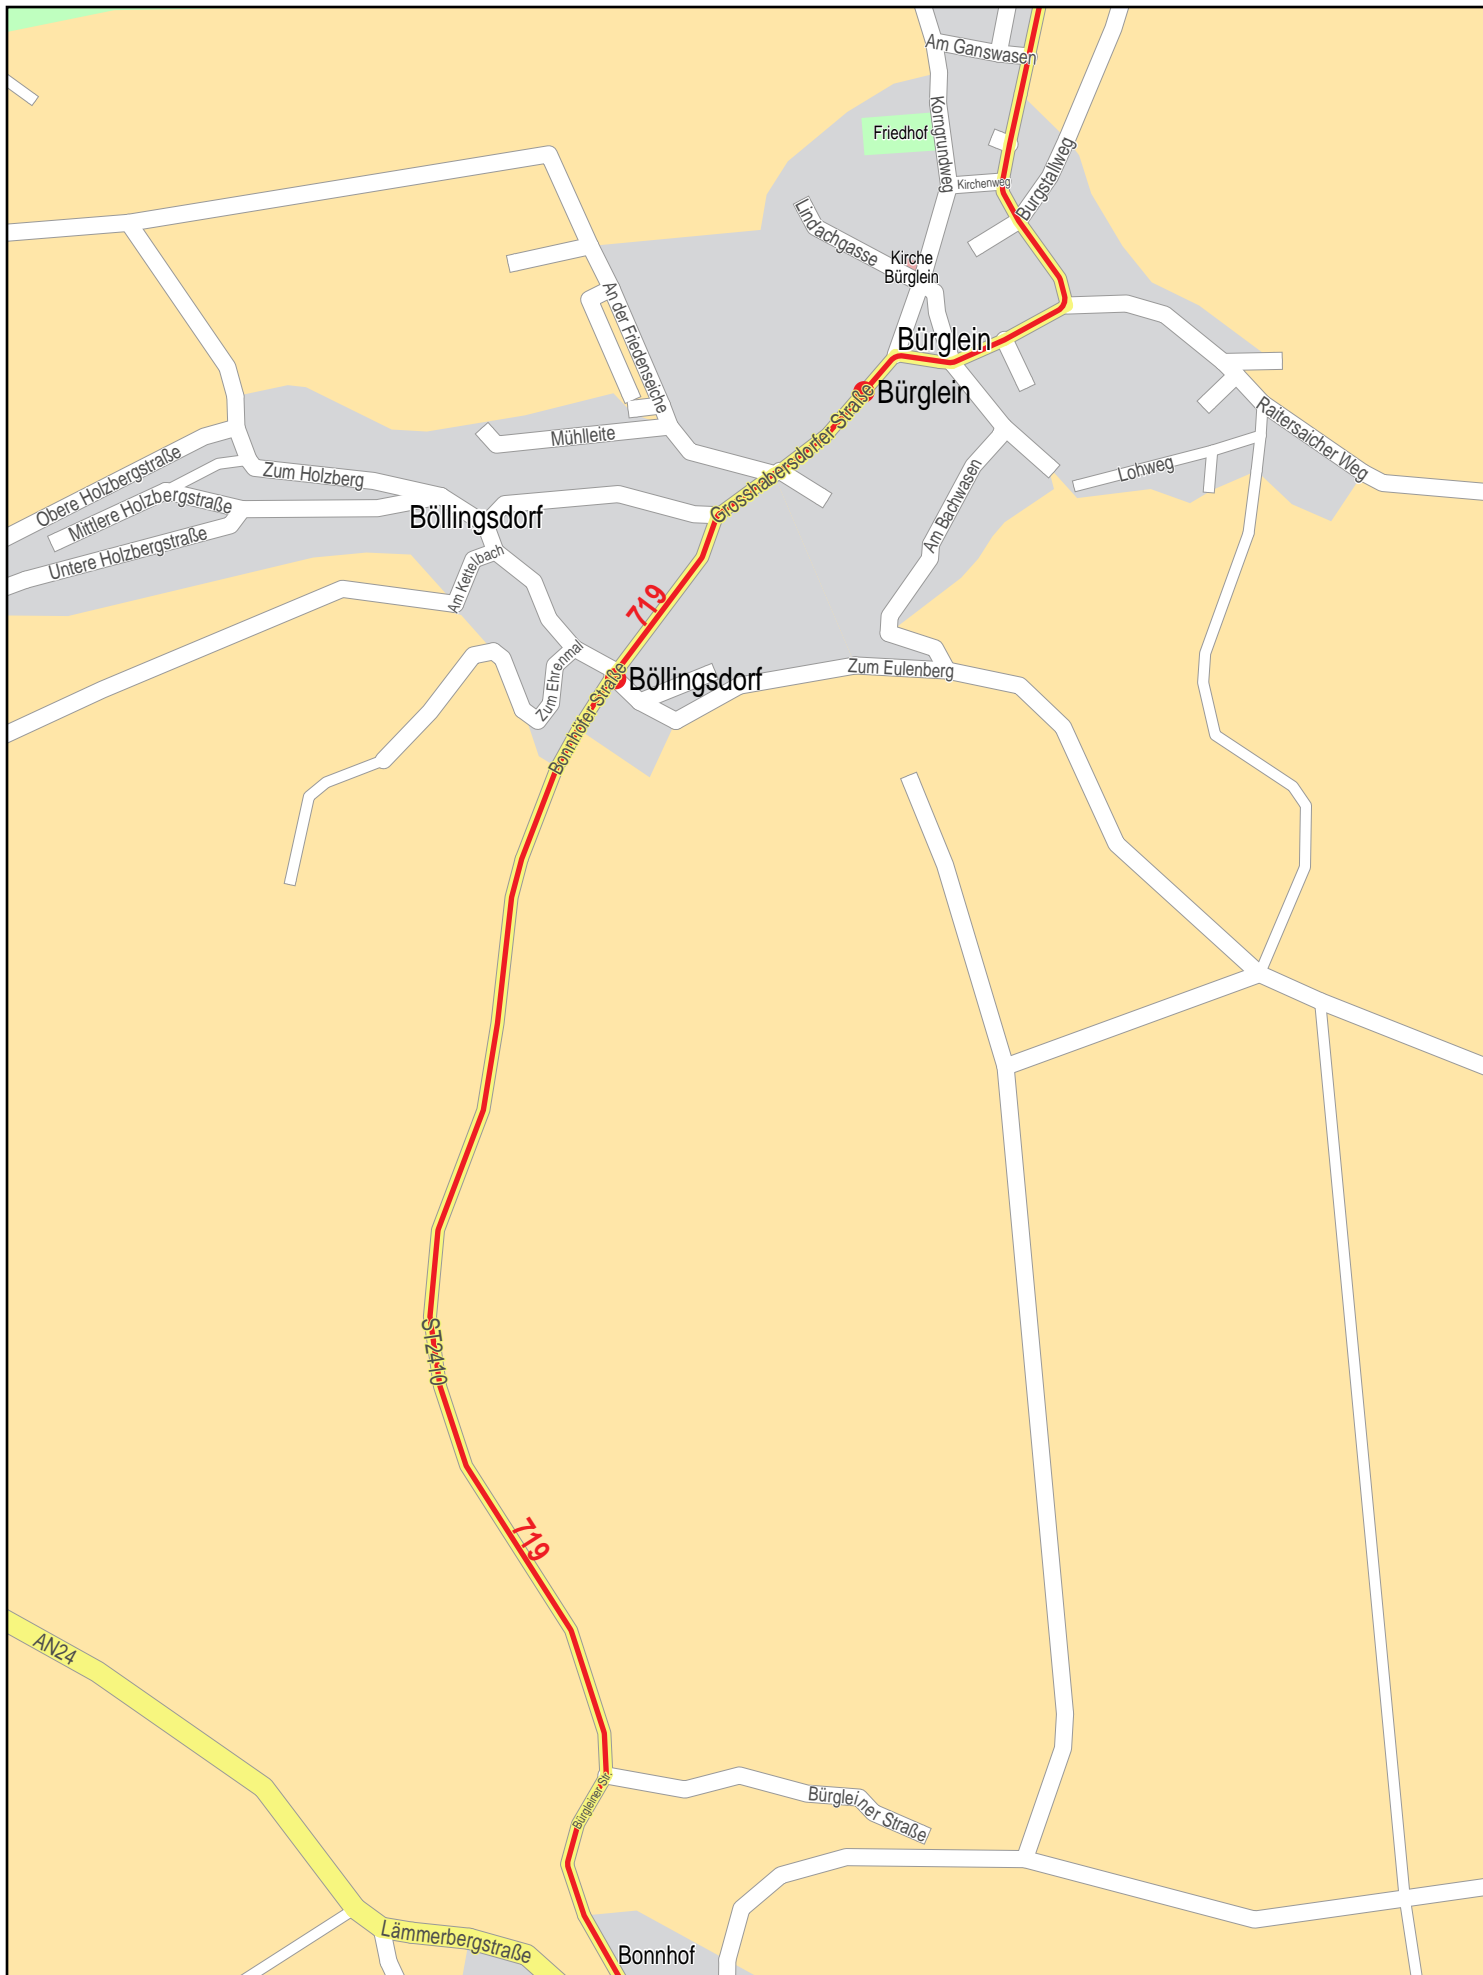 Am Ganswasen
Korngrundweg
Friedhof
Burgstallweg
Kirchenweg
Lindachgasse
Kirche
Bürglein
An der Friedenseiche
Bürglein
Bürglein
Grosshabersdorfer Straße
Raitersaicher Weg
Mühlleite
Obere Holzbergstraße
Zum Holzberg
Lohweg
Mittlere Holzbergstraße
Am Bachwasen
Böllingsdorf
Untere Holzbergstraße
Am Kettelbach
719
Zum Ehrenmal
Zum Eulenberg
Böllingsdorf
Bonnhöfer Straße
ST2410
719
AN24
Bürgleiner Str.
Bürgleiner Straße
Lämmerbergstraße
Bonnhof